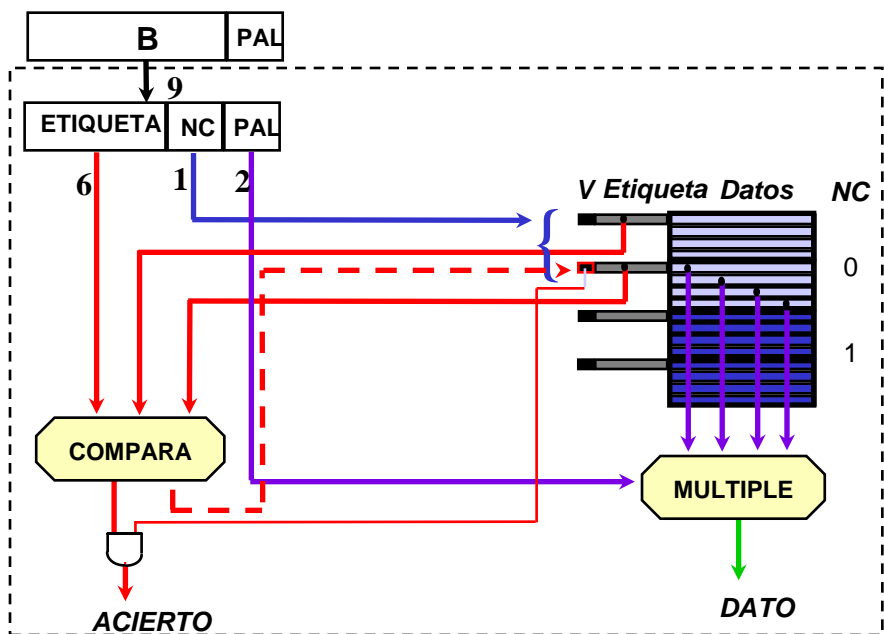 B PAL
9
ETIQUETA NC PAL
6 1 2
V Etiqueta Datos NC
0
1
COMPARA
MULTIPLE
ACIERTO
DATO